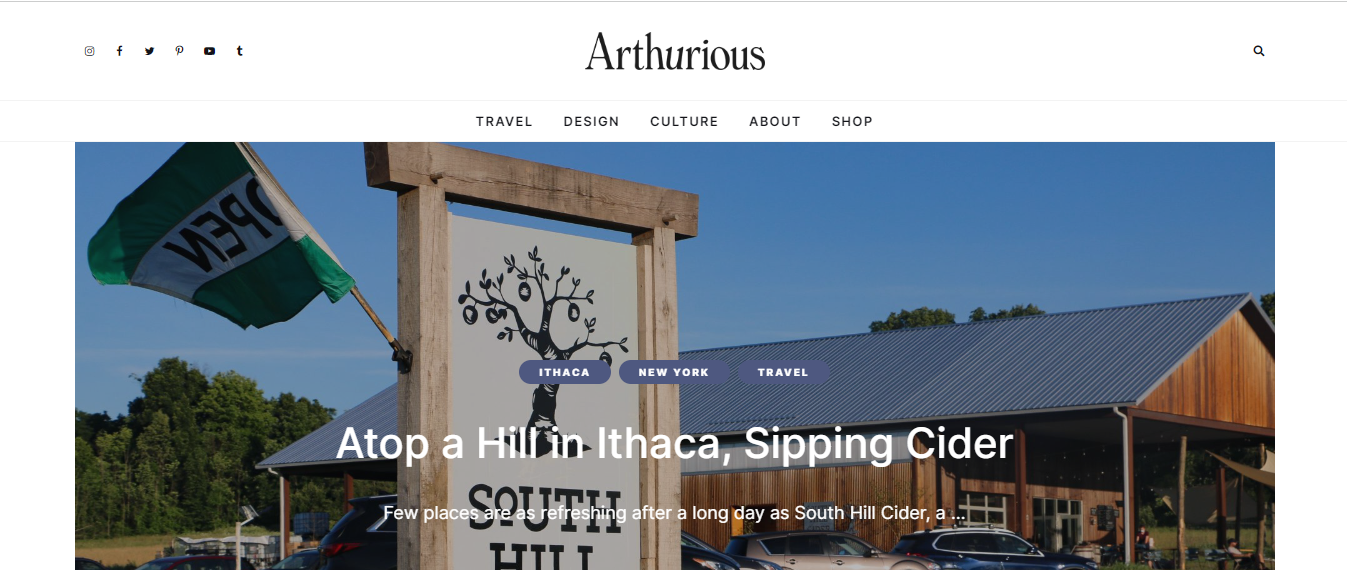 Arthurious
TRAVEL DESIGN CULTURE ABOUT SHOP
OPEN
ITHACA NEW YORK TRAVEL
Atop a Hill in Ithaca, Sipping Cider
SOUTH
Few places are as refreshing after a long day as South Hill Cider, a ...
HILL